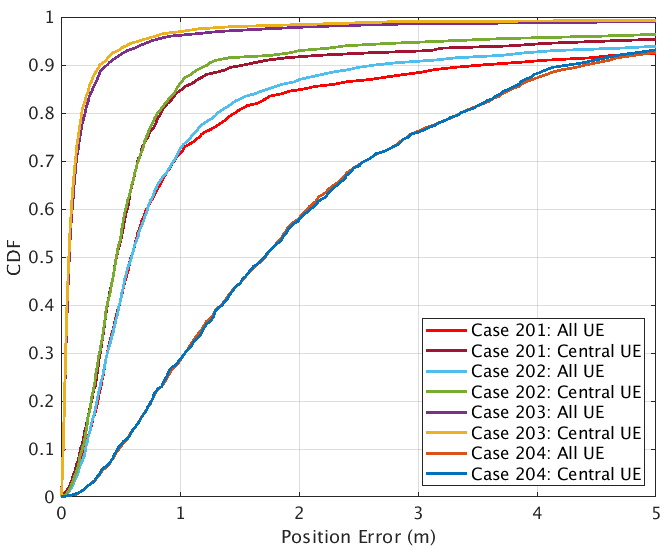 1
0.9
0.8
0.7
0.6
0.5
0.4
0.3
0.2
0.1
0
CDF
Case 201: All UE
Case 201: Central UE
Case 202: All UE
Case 202: Central UE
Case 203: All UE
Case 203: Central UE
Case 204: All UE
Case 204: Central UE
0 1 2 3 4 5
Position Error (m)